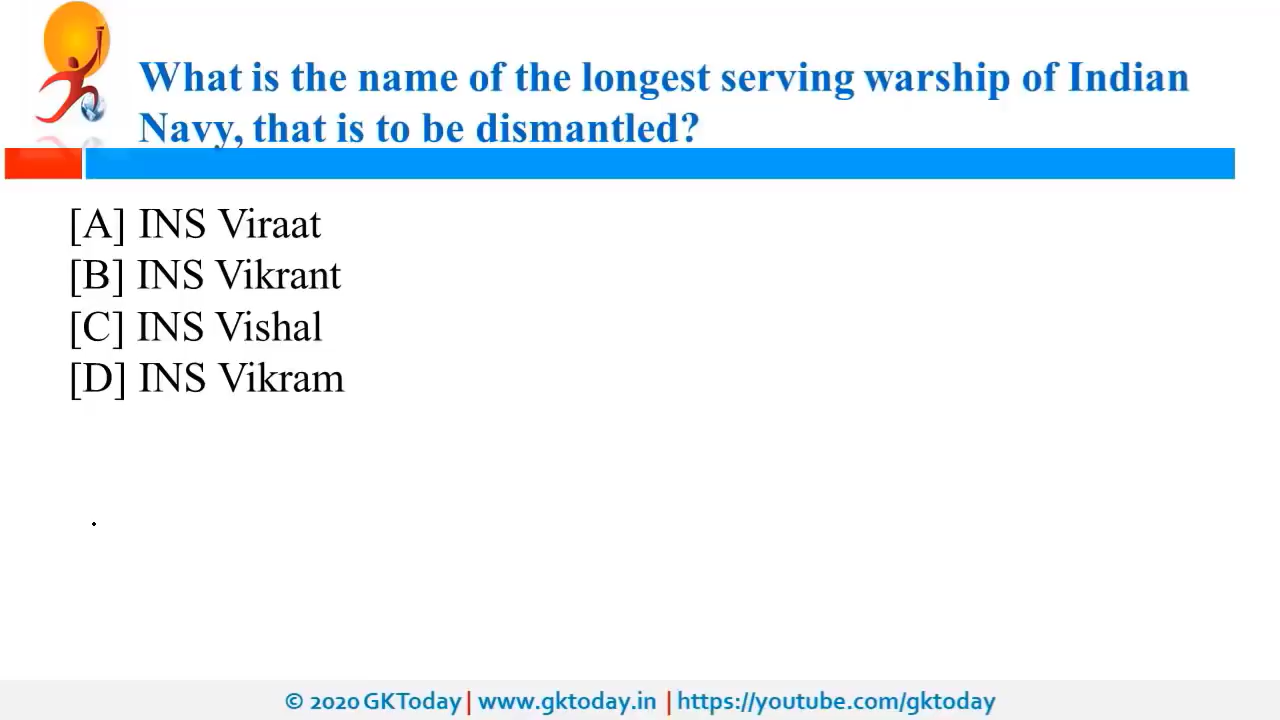 What is the name of the longest serving warship of Indian
Navy, that is to be dismantled?
[A] INS Viraat
[B] INS Vikrant
[C] INS Vishal
[D] INS Vikram
© 2020 GKToday | www.gktoday.in | https://youtube.com/gktoday